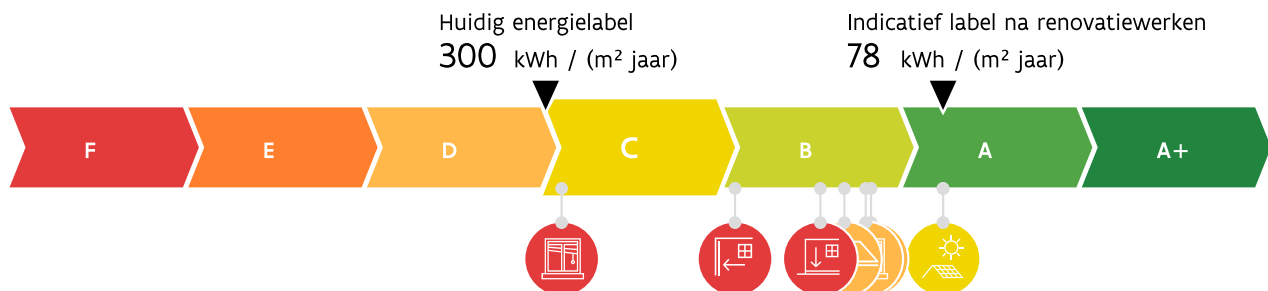 Huidig energielabel
300 kWh / (m² jaar)
Indicatief label na renovatiewerken
78 kWh / (m² jaar)
F E D C B A A+